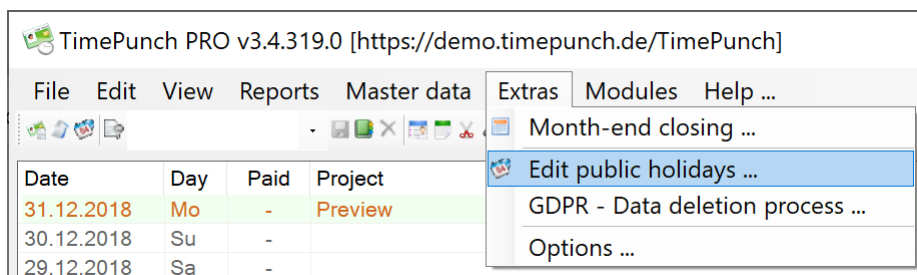 TimePunch PRO v3.4.319.0 [https://demo.timepunch.de/TimePunch]
File Edit View Reports Master data Extras Modules Help ...
Month-end closing ...
Edit public holidays ...
GDPR - Data deletion process ...
Options ...
Date Day Paid Project
31.12.2018 Mo - Preview
30.12.2018 Su -
29.12.2018 Sa -